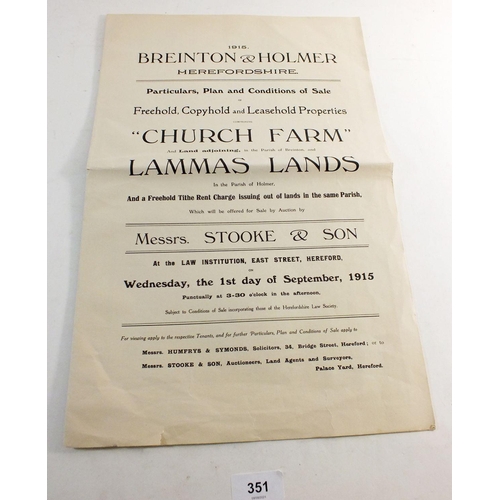 1915.
BREINTON & HOLMER
HEREFORDSHIRE.
Particulars, Plan and Conditions of Sale
OF
Freehold, Copyhold and Leasehold Properties
"CHURCH FARM"
And Land adjoining, in the Parish of Breinton, and
LAMMAS LANDS
In the Parish of Holmer,
And a Freehold Tithe Rent Charge issuing out of lands in the same Parish,
Which will be offered for Sale by Auction by
Messrs. STOOKE & SON
At the LAW INSTITUTION, EAST STREET, HEREFORD,
ON
Wednesday, the 1st day of September, 1915
Punctually at 3-30 o'clock in the afternoon,
Subject to Conditions of Sale incorporating those of the Herefordshire Law Society.
For viewing apply to the respective Tenants, and for further Particulars, Plan and Conditions of Sale apply to
Messrs. HUMFRYS & SYMONDS, Solicitors, 34, Bridge Street, Hereford; or to
Messrs. STOOKE & SON, Auctioneers, Land Agents and Surveyors,
Palace Yard, Hereford.
351